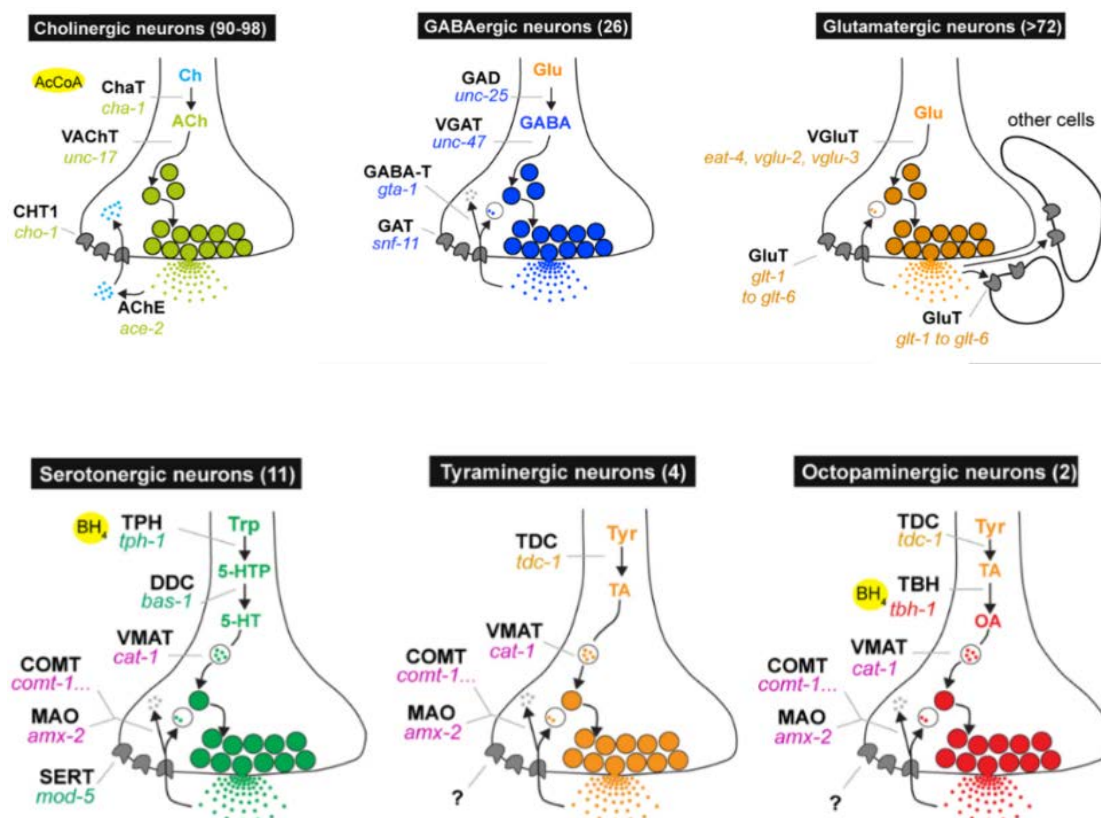 Cholinergic neurons (90-98)
AcCoA
Ch
ChaT
cha-1
ACh
VAChT
unc-17
CHT1
cho-1
AChE
ace-2
GABAergic neurons (26)
Glu
GAD
unc-25
GABA
VGAT
unc-47
GABA-T
gta-1
GAT
snf-11
Glutamatergic neurons (>72)
Glu
other cells
VGluT
eat-4, vglu-2, vglu-3
GluT
glt-1
to glt-6
GluT
glt-1 to glt-6
Serotonergic neurons (11)
BH4
TPH
tph-1
Trp
5-HTP
DDC
bas-1
5-HT
VMAT
cat-1
COMT
comt-1...
MAO
amx-2
SERT
mod-5
Tyraminergic neurons (4)
Tyr
TDC
tdc-1
TA
VMAT
cat-1
COMT
comt-1...
MAO
amx-2
?
Octopaminergic neurons (2)
TDC
tdc-1
Tyr
TA
BH4
TBH
tbh-1
OA
VMAT
cat-1
COMT
comt-1...
MAO
amx-2
?